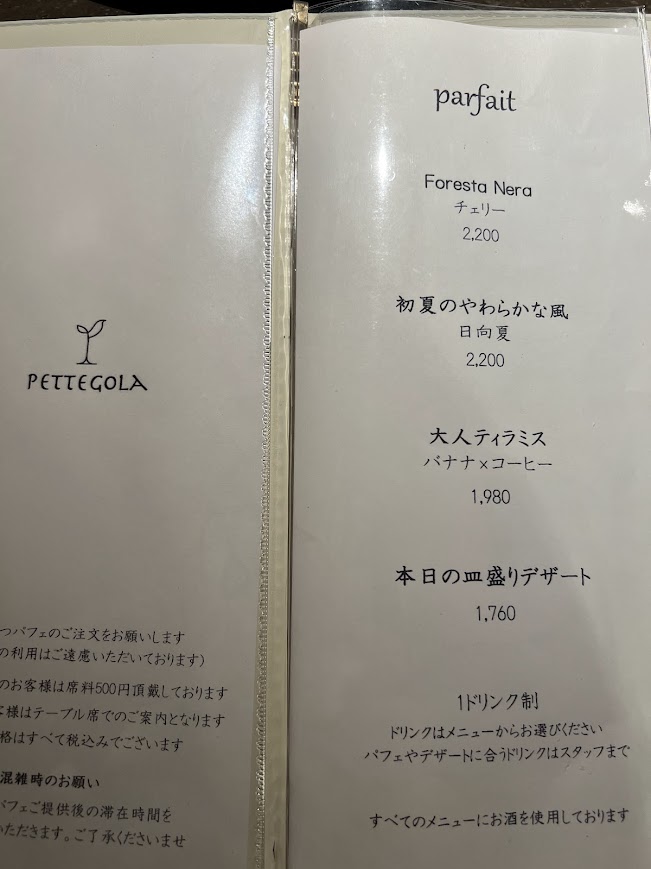 PETTEGOLA
つパフェのご注文をお願いします
の利用はご遠慮いただいております)
のお客様は席料500円頂戴しております
客様はテーブル席でのご案内となります
格はすべて税込みでございます
混雑時のお願い
パフェご提供後の滞在時間を
いただきます。ご了承くださいませ
parfait
Foresta Nera
チェリー
2,200
初夏のやわらかな風
日向夏
2,200
大人ティラミス
バナナ×コーヒー
1,980
本日の皿盛りデザート
1,760
1ドリンク制
ドリンクはメニューからお選びください
パフェやデザートに合うドリンクはスタッフまで
すべてのメニューにお酒を使用しております